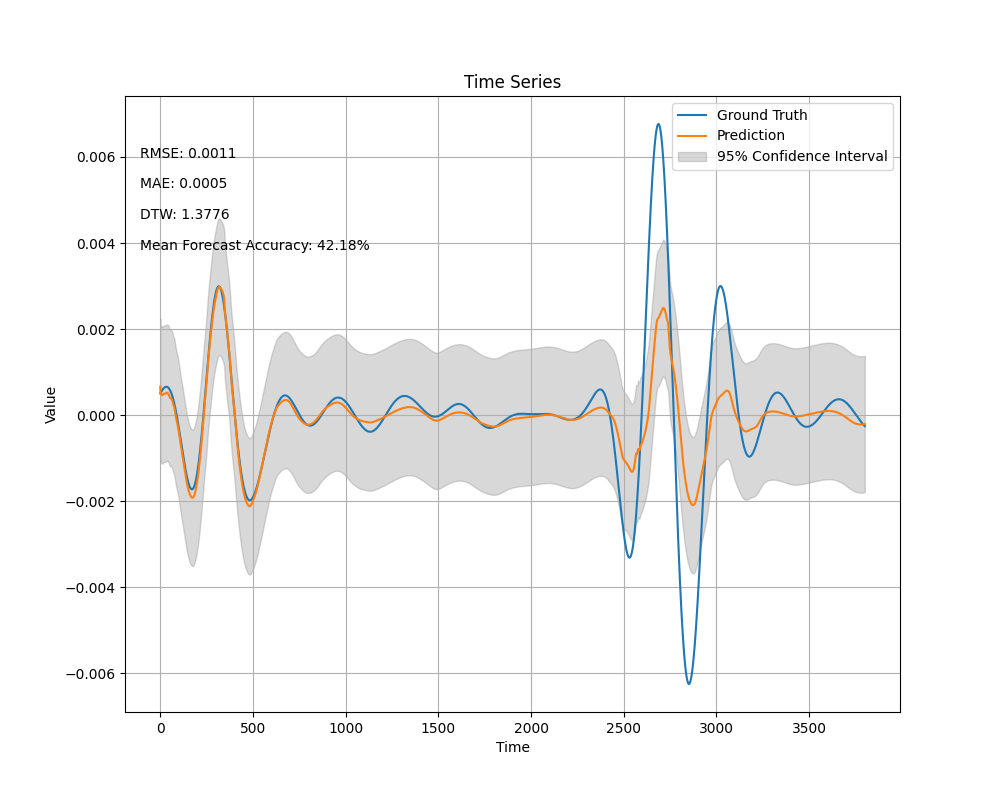 Time Series
Ground Truth
Prediction
95% Confidence Interval
RMSE: 0.0011
MAE: 0.0005
DTW: 1.3776
Mean Forecast Accuracy: 42.18%
Value
0.006
0.004
0.002
0.000
−0.002
−0.004
−0.006
0 500 1000 1500 2000 2500 3000 3500
Time